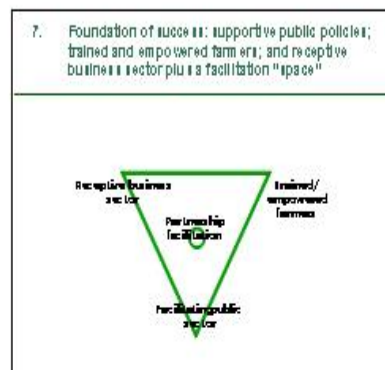 7. Foundation of success: supportive public policies;
trained and empowered farmers; and receptive
business sector plus a facilitation "space"
Receptive business
sector
Trained/
empowered
farmers
Partnership
facilitation
Facilitating public
sector